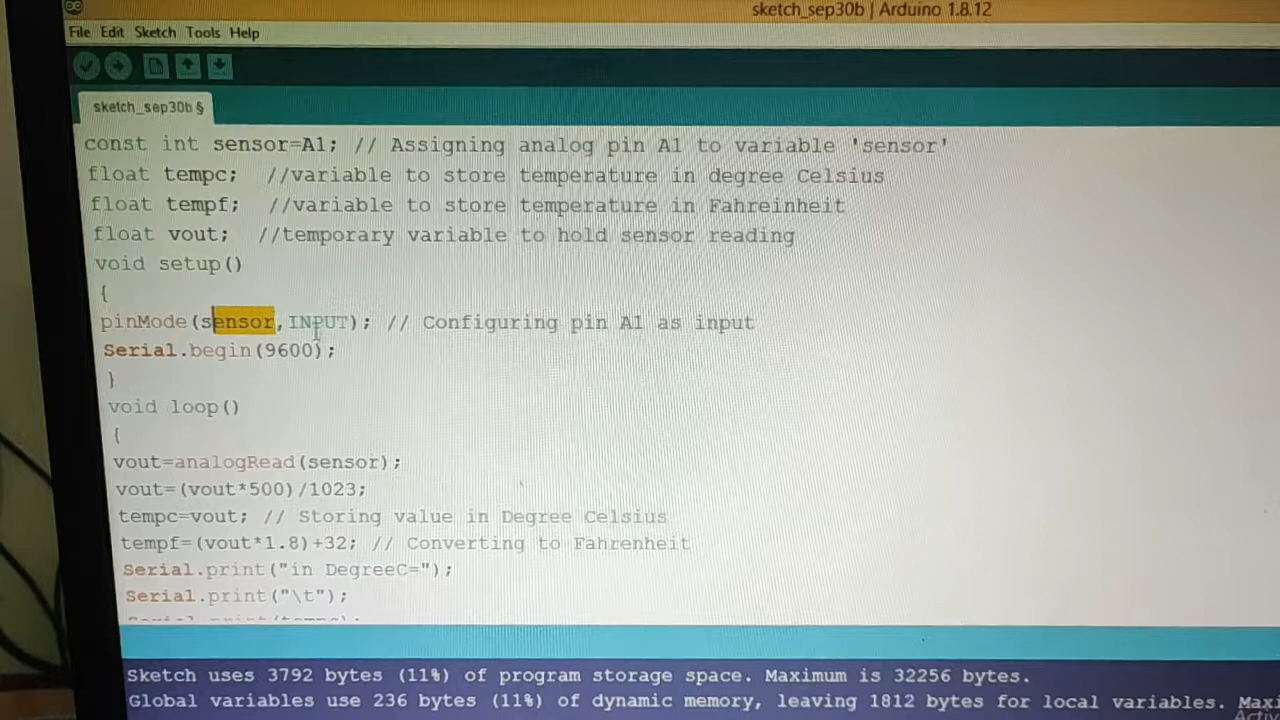 sketch_sep30b | Arduino 1.8.12
File Edit Sketch Tools Help
sketch_sep30b §
const int sensor=A1; // Assigning analog pin A1 to variable 'sensor'
float tempc; //variable to store temperature in degree Celsius
float tempf; //variable to store temperature in Fahreinheit
float vout; //temporary variable to hold sensor reading
void setup()
{
pinMode(sensor,INPUT); // Configuring pin A1 as input
Serial.begin(9600);
}
void loop()
{
vout=analogRead(sensor);
vout=(vout*500)/1023;
tempc=vout; // Storing value in Degree Celsius
tempf=(vout*1.8)+32; // Converting to Fahrenheit
Serial.print("in DegreeC=");
Serial.print("\t");
Sketch uses 3792 bytes (11%) of program storage space. Maximum is 32256 bytes.
Global variables use 236 bytes (11%) of dynamic memory, leaving 1812 bytes for local variables.